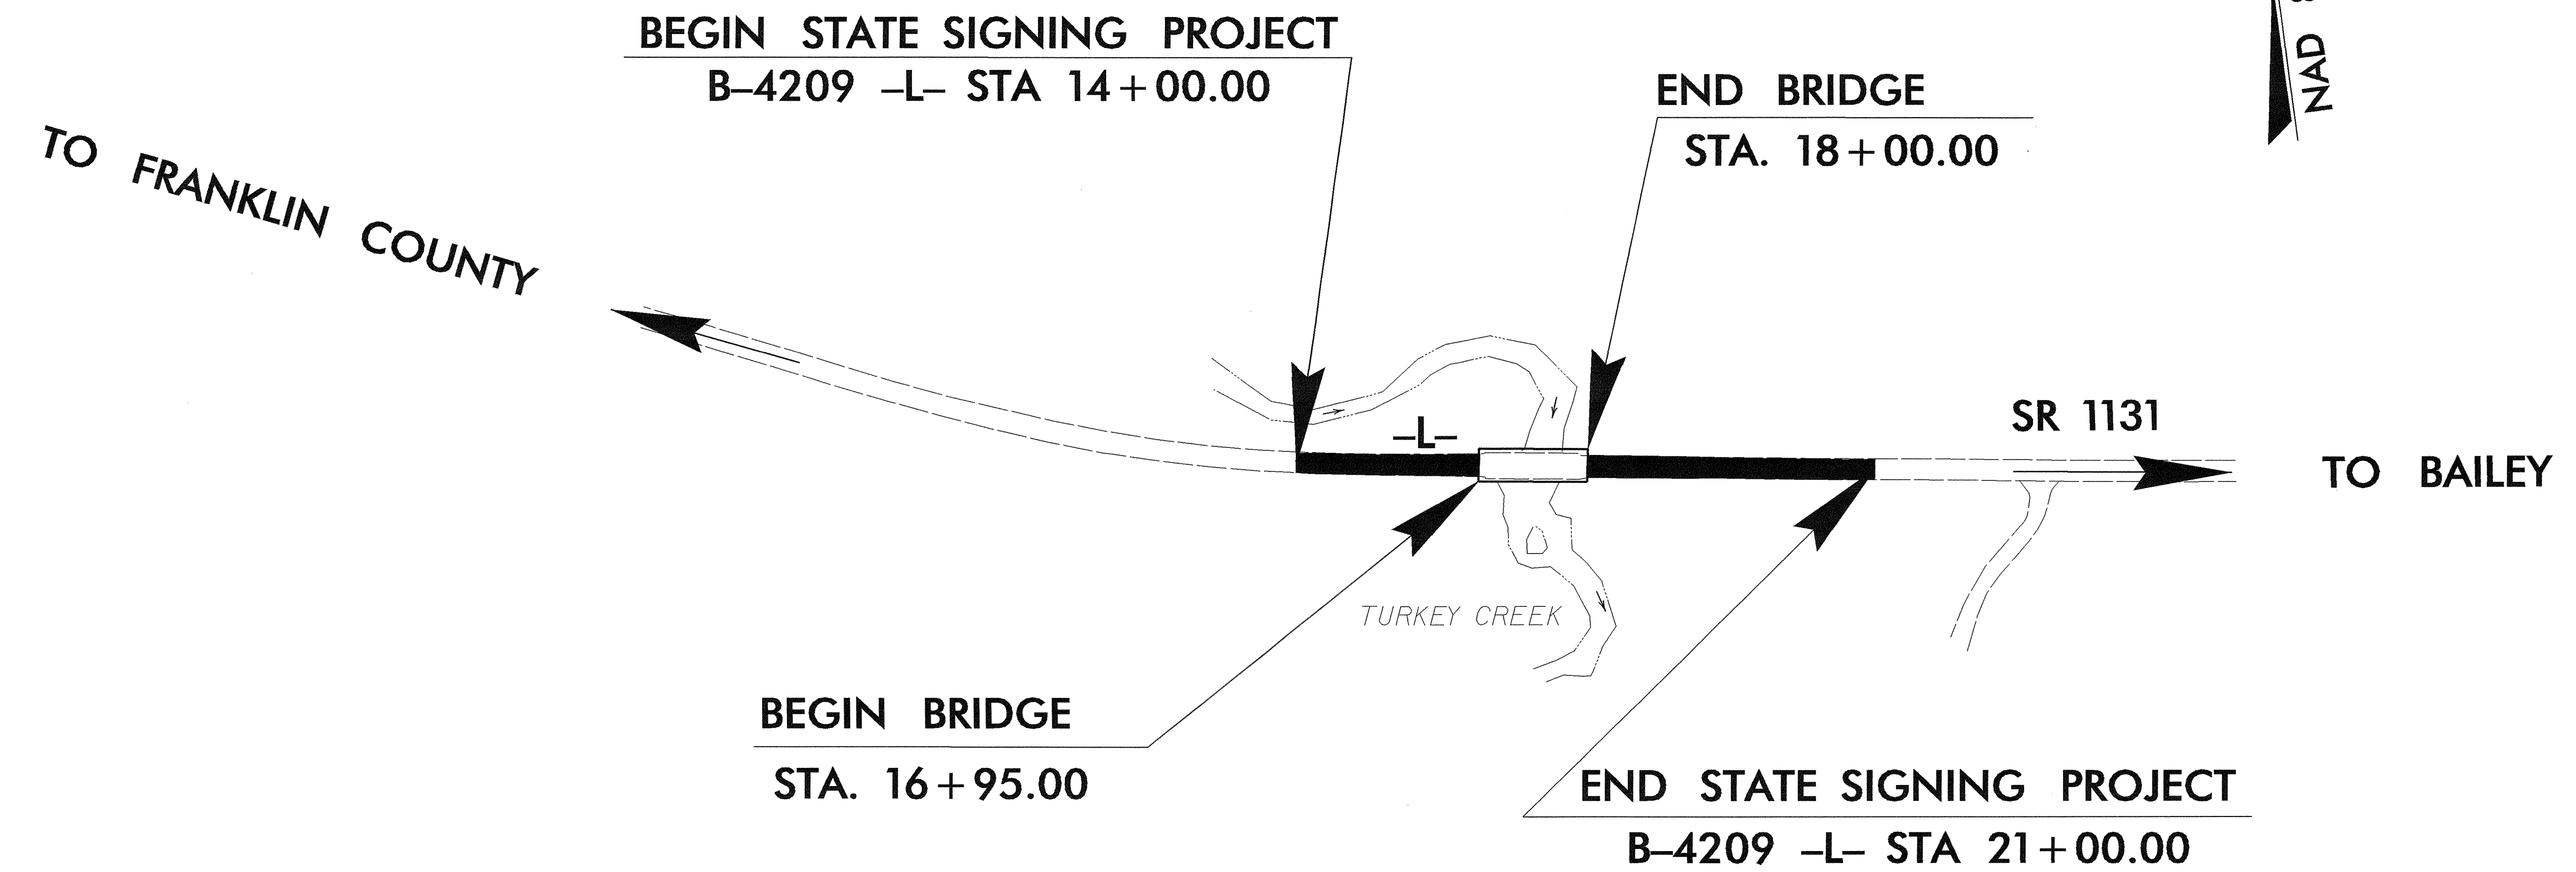 BEGIN STATE SIGNING PROJECT
B–4209 –L– STA 14+00.00
END BRIDGE
STA. 18+00.00
NAD
TO FRANKLIN COUNTY
–L–
SR 1131
TO BAILEY
TURKEY CREEK
BEGIN BRIDGE
STA. 16+95.00
END STATE SIGNING PROJECT
B–4209 –L– STA 21+00.00